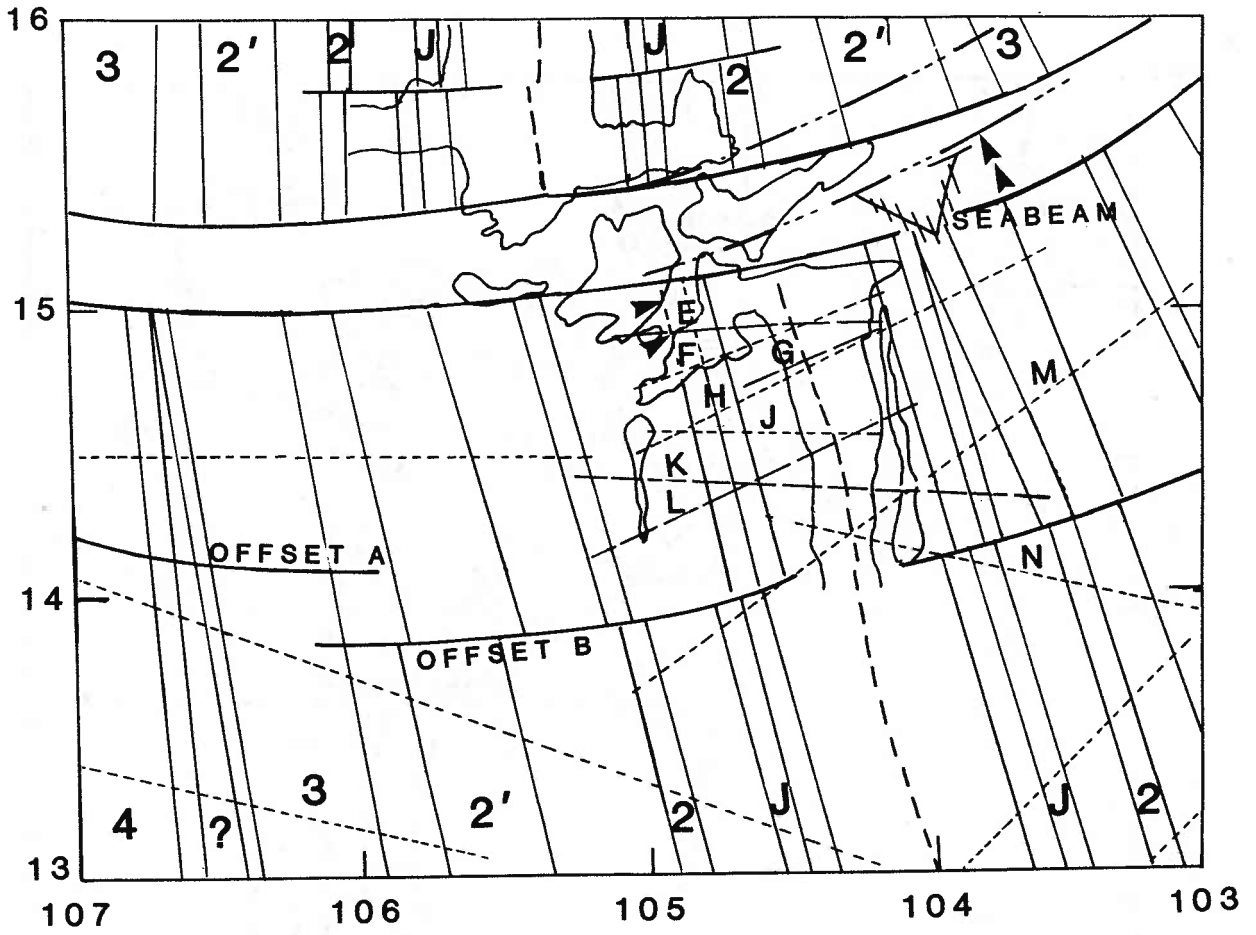 16
3 2' 2 J J 2 2' 3
SEABEAM
15
E
F G
H
J
M
K
L
OFFSET A
N
14
OFFSET B
3
2' 2 J J 2
4 ?
13
107 106 105 104 103